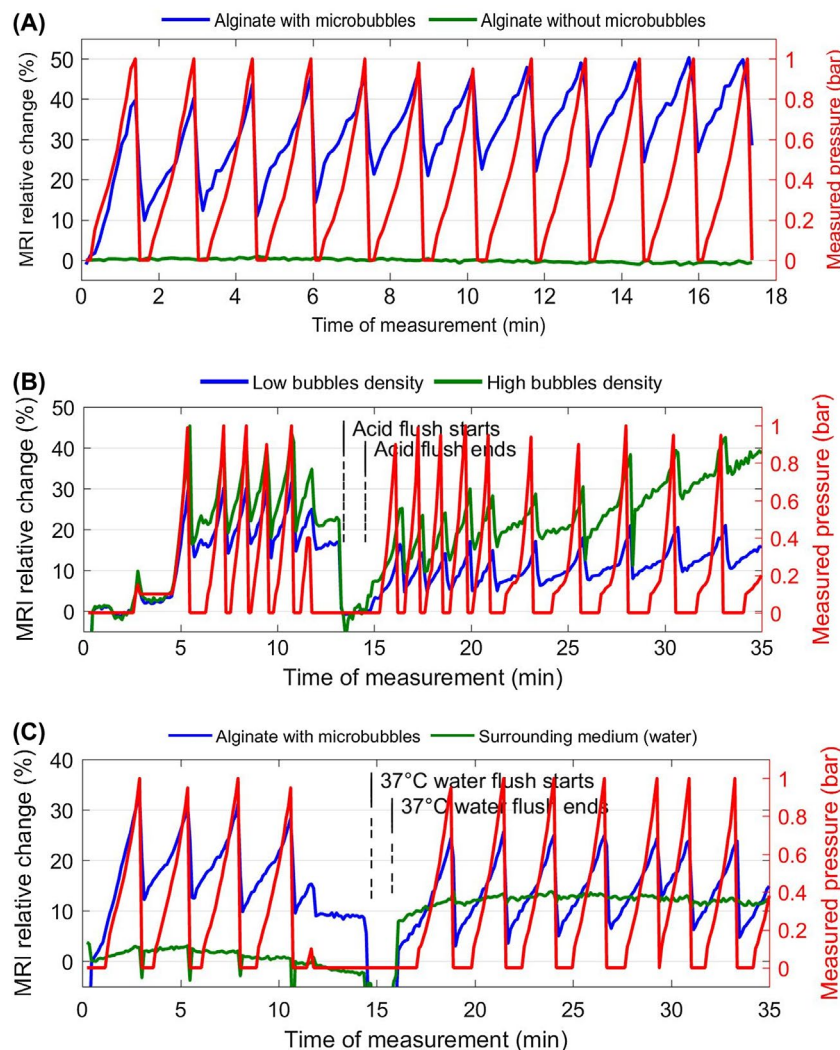 (A)
Alginate with microbubbles Alginate without microbubbles
MRI relative change (%)
50
40
30
20
10
0
Measured pressure (bar)
1
0.8
0.6
0.4
0.2
0
0 2 4 6 8 10 12 14 16 18
Time of measurement (min)
(B)
Low bubbles density High bubbles density
MRI relative change (%)
50
40
30
20
10
0
Acid flush starts
Acid flush ends
Measured pressure (bar)
1
0.8
0.6
0.4
0.2
0
0 5 10 15 20 25 30 35
Time of measurement (min)
(C)
Alginate with microbubbles Surrounding medium (water)
MRI relative change (%)
40
30
20
10
0
37°C water flush starts
37°C water flush ends
Measured pressure (bar)
1
0.8
0.6
0.4
0.2
0
0 5 10 15 20 25 30 35
Time of measurement (min)